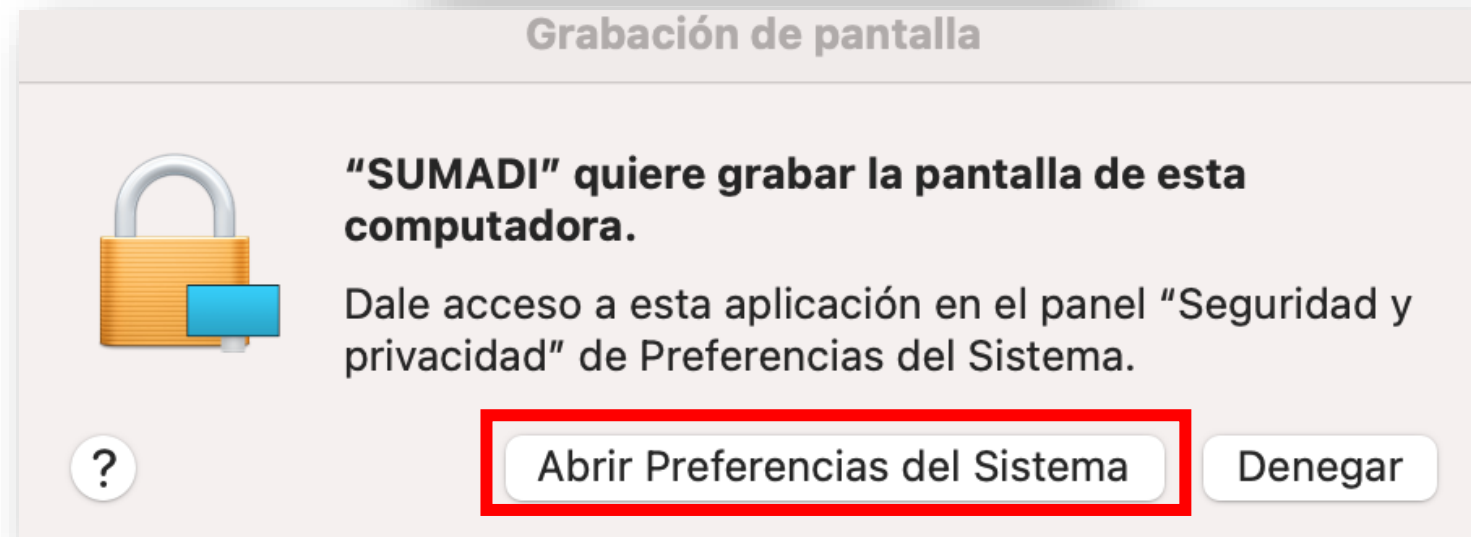 Grabación de pantalla
“SUMADI” quiere grabar la pantalla de esta
computadora.
Dale acceso a esta aplicación en el panel “Seguridad y
privacidad” de Preferencias del Sistema.
?
Abrir Preferencias del Sistema
Denegar